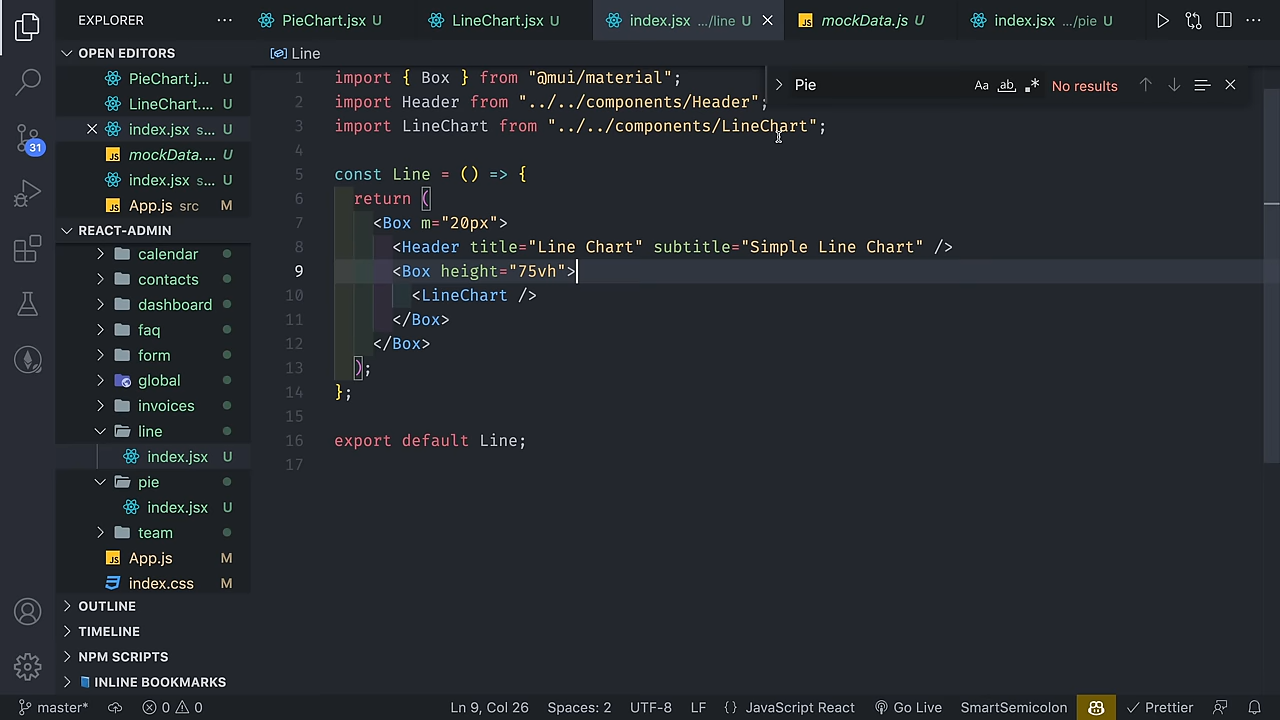 EXPLORER
PieChart.jsx U
LineChart.jsx U
index.jsx .../line U
mockData.js U
index.jsx .../pie U
OPEN EDITORS
PieChart.j... U
LineChart.... U
index.jsx s... U
mockData.... U
index.jsx s... U
App.js src M
31
REACT-ADMIN
calendar
contacts
dashboard
faq
form
global
invoices
line
index.jsx U
pie
index.jsx U
team
App.js M
index.css M
OUTLINE
TIMELINE
NPM SCRIPTS
INLINE BOOKMARKS
Line
Pie
Aa ab .* No results
1 import { Box } from "@mui/material";
2 import Header from "../../components/Header";
3 import LineChart from "../../components/LineChart";
4
5 const Line = () => {
6 return (
7 <Box m="20px">
8 <Header title="Line Chart" subtitle="Simple Line Chart" />
9 <Box height="75vh">
10 <LineChart />
11 </Box>
12 </Box>
13 );
14 };
15
16 export default Line;
17
master* 0 0 Ln 9, Col 26 Spaces: 2 UTF-8 LF {} JavaScript React Go Live SmartSemicolon Prettier